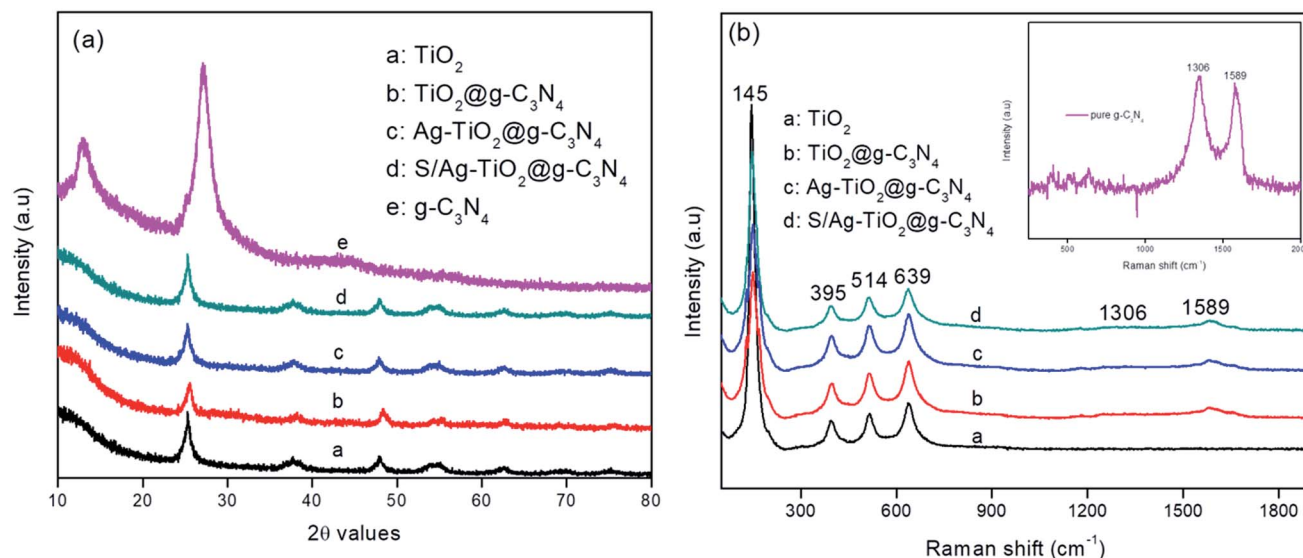 (a)
a: TiO2
b: TiO2@g-C3N4
c: Ag-TiO2@g-C3N4
d: S/Ag-TiO2@g-C3N4
e: g-C3N4
e
d
c
b
a
Intensity (a.u)
10 20 30 40 50 60 70 80
2θ values
(b)
145
a: TiO2
b: TiO2@g-C3N4
c: Ag-TiO2@g-C3N4
d: S/Ag-TiO2@g-C3N4
395 514 639
1306 1589
d
c
b
a
Intensity (a.u)
300 600 900 1200 1500 1800
Raman shift (cm-1)
1306 1589
pure g-C3N4
Intensity (a.u)
500 1000 1500 200
Raman shift (cm-1)